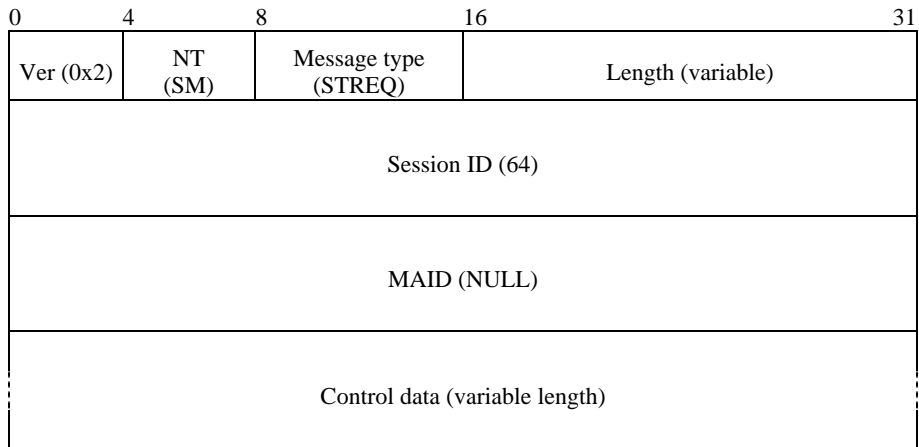 0 4 8 16 31
Ver (0x2) NT Message type Length (variable)
(SM) (STREQ)
Session ID (64)
MAID (NULL)
Control data (variable length)